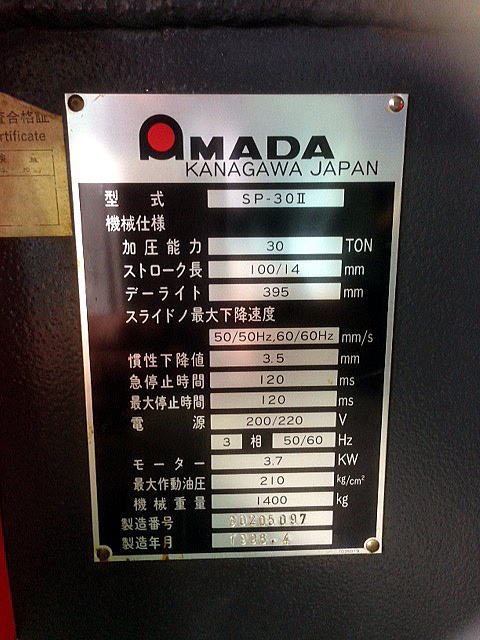 査合格証
rtificate
AMADA
KANAGAWA JAPAN
型 式 SP-30II
機械仕様
加圧能力 30 TON
ストローク長 100/14 mm
デーライト 395 mm
スライドノ最大下降速度
50/50Hz,60/60Hz mm/s
慣性下降値 3.5 mm
急停止時間 120 ms
最大停止時間 120 ms
電 源 200/220 V
3 相 50/60 Hz
モーター 3.7 KW
最大作動油圧 210 kg/cm²
機械重量 1400 kg
製造番号
製造年月